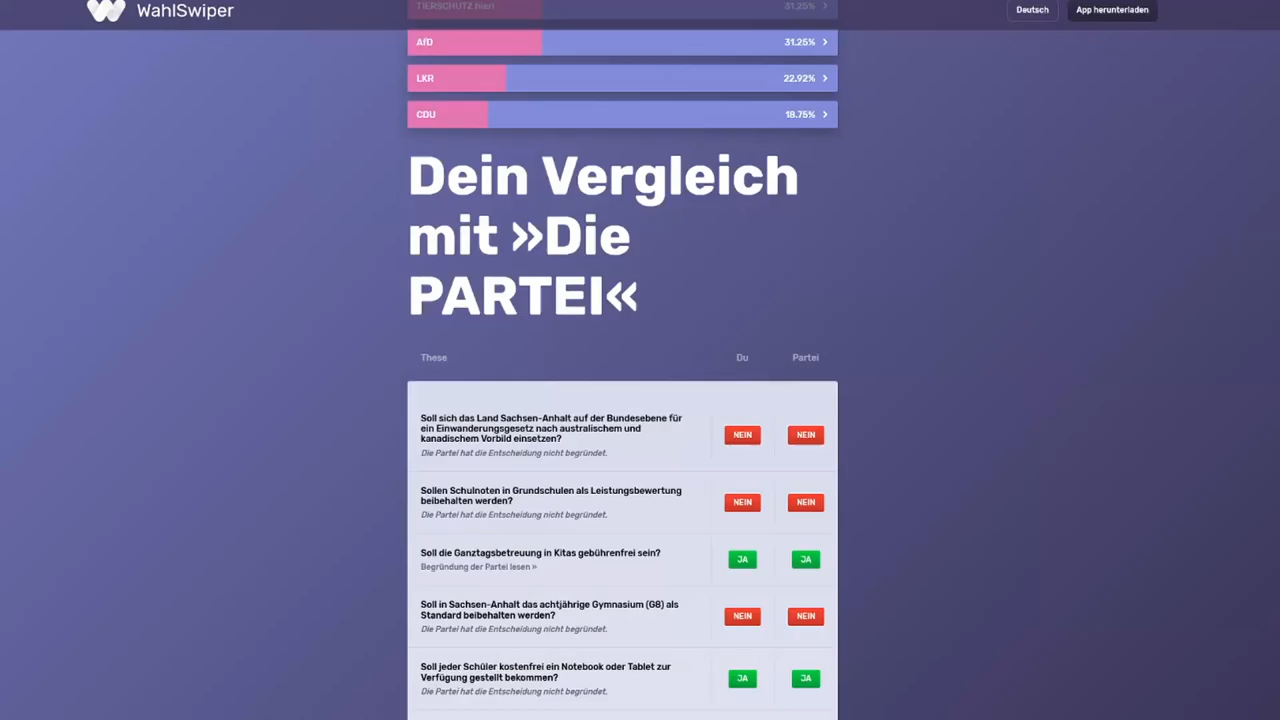 WahlSwiper
Deutsch
App herunterladen
TIERSCHUTZ hier!
31.25%
AfD
31.25%
LKR
22.92%
CDU
18.75%
Dein Vergleich
mit »Die
PARTEI«
These
Du
Partei
Soll sich das Land Sachsen-Anhalt auf der Bundesebene für
ein Einwanderungsgesetz nach australischem und
kanadischem Vorbild einsetzen?
Die Partei hat die Entscheidung nicht begründet.
NEIN
NEIN
Sollen Schulnoten in Grundschulen als Leistungsbewertung
beibehalten werden?
Die Partei hat die Entscheidung nicht begründet.
NEIN
NEIN
Soll die Ganztagsbetreuung in Kitas gebührenfrei sein?
Begründung der Partei lesen »
JA
JA
Soll in Sachsen-Anhalt das achtjährige Gymnasium (G8) als
Standard beibehalten werden?
Die Partei hat die Entscheidung nicht begründet.
NEIN
NEIN
Soll jeder Schüler kostenfrei ein Notebook oder Tablet zur
Verfügung gestellt bekommen?
Die Partei hat die Entscheidung nicht begründet.
JA
JA